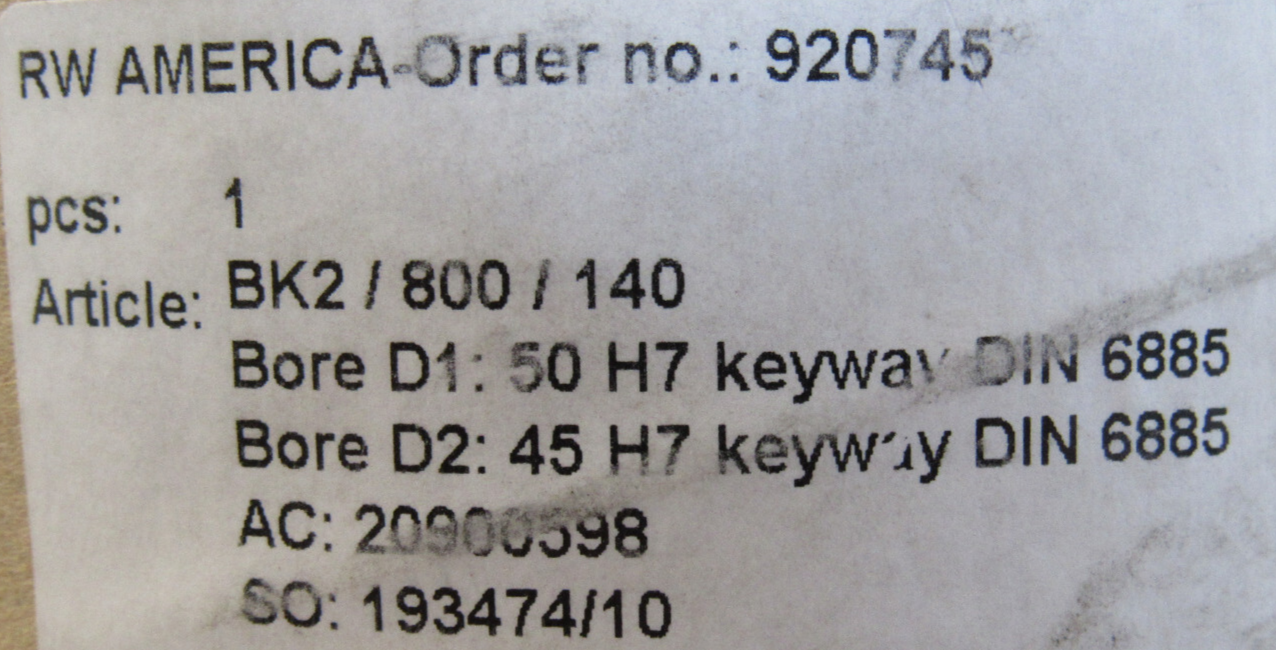 RW AMERICA-Order no.: 920745
pcs: 1
Article: BK2 / 800 / 140
Bore D1: 50 H7 keyway DIN 6885
Bore D2: 45 H7 keyway DIN 6885
AC: 20900598
SO: 193474/10